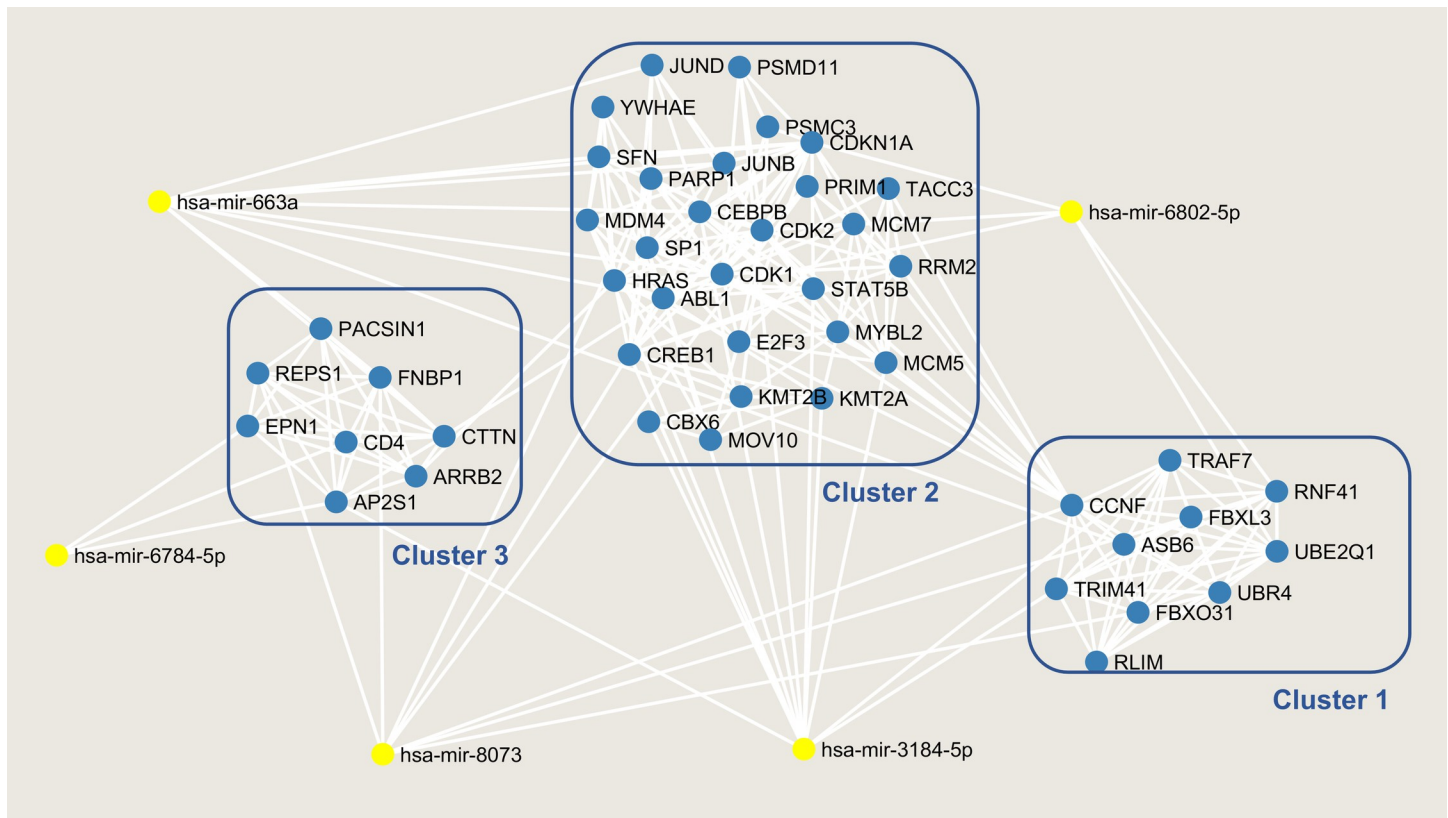 JUND
PSMD11
YWHAE
PSMC3
CDKN1A
SFN
JUNB
PARP1
PRIM1
TACC3
hsa-mir-663a
CEBPB
hsa-mir-6802-5p
MDM4
CDK2
MCM7
SP1
RRM2
HRAS
CDK1
STAT5B
ABL1
PACSIN1
MYBL2
E2F3
CREB1
MCM5
REPS1
FNBP1
KMT2B
KMT2A
CBX6
EPN1
CD4
CTTN
MOV10
TRAF7
ARRB2
Cluster 2
RNF41
AP2S1
CCNF
FBXL3
ASB6
UBE2Q1
hsa-mir-6784-5p
Cluster 3
TRIM41
UBR4
FBXO31
RLIM
Cluster 1
hsa-mir-8073
hsa-mir-3184-5p